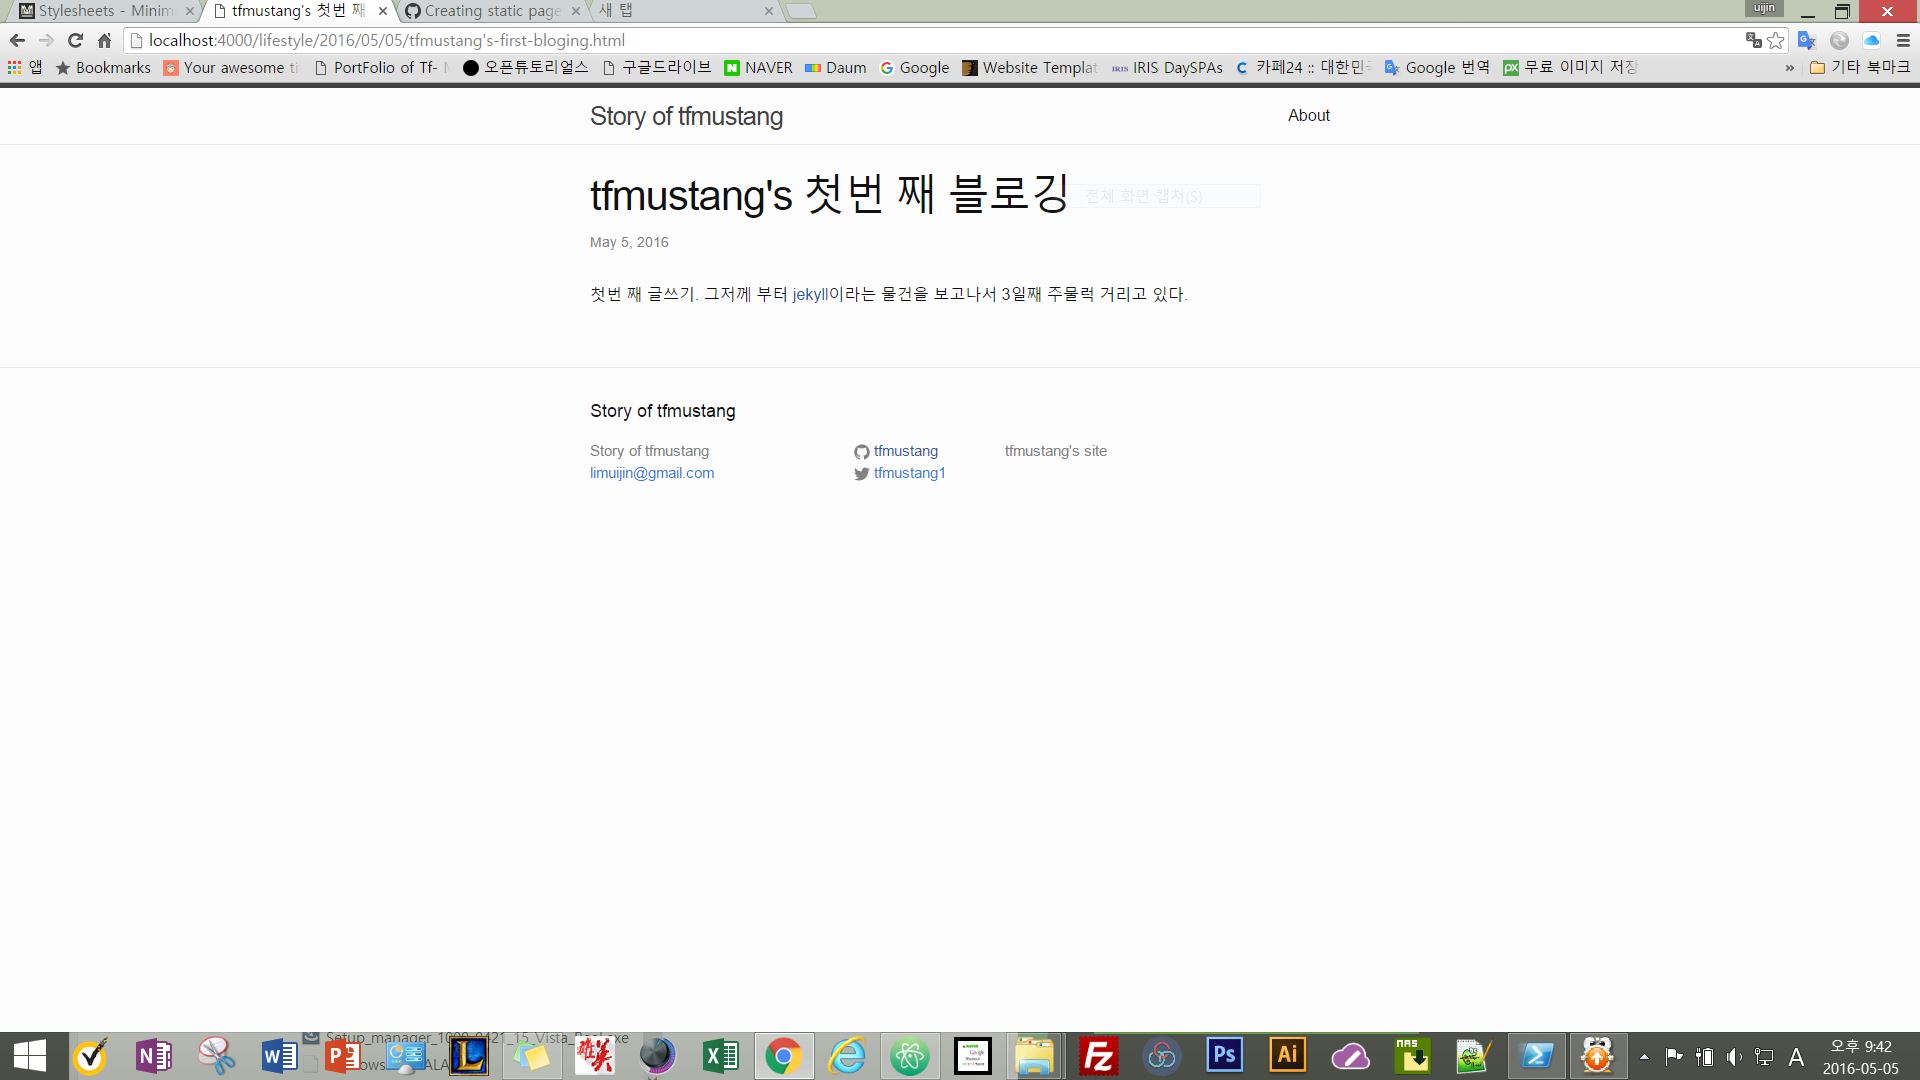 Stylesheets - Minim
tfmustang's 첫번 째
Creating static page
새 탭
uijin
localhost:4000/lifestyle/2016/05/05/tfmustang's-first-bloging.html
앱
Bookmarks
Your awesome ti
PortFolio of Tf-
오픈튜토리얼스
구글드라이브
NAVER
Daum
Google
Website Templat
IRIS DaySPAs
카페24 :: 대한민
Google 번역
무료 이미지 저장
»
기타 북마크
Story of tfmustang
About
tfmustang's 첫번 째 블로깅
전체 화면 캡처(S)
May 5, 2016
첫번 째 글쓰기. 그저께 부터 jekyll이라는 물건을 보고나서 3일째 주물럭 거리고 있다.
Story of tfmustang
Story of tfmustang
limuijin@gmail.com
tfmustang
tfmustang1
tfmustang's site
A
오후 9:42
2016-05-05